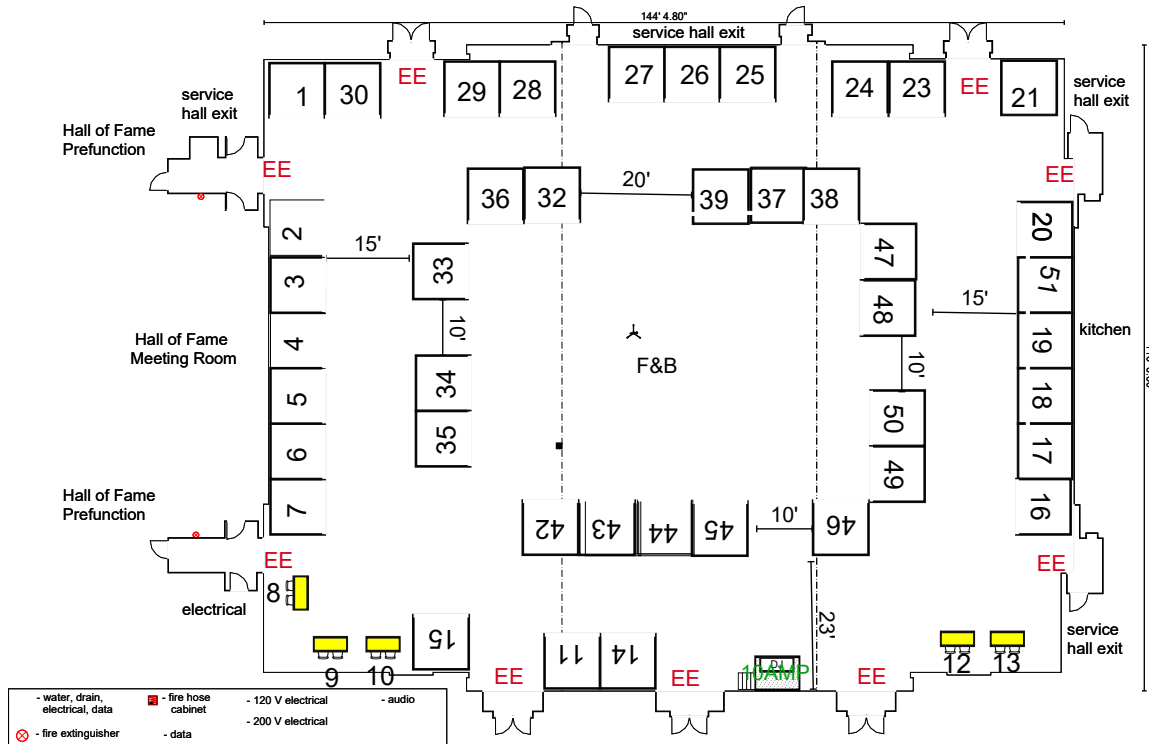 144' 4.80"
service hall exit
EE
EE
1
30
29
28
27
26
25
24
23
21
service
hall exit
service
hall exit
Hall of Fame
Prefunction
EE
EE
36
32
20'
39
37
38
2
15'
33
47
20
3
51
48
15'
10'
Hall of Fame
Meeting Room
4
19
kitchen
F&B
10'
34
5
18
50
35
6
17
49
Hall of Fame
Prefunction
7
16
42
43
44
45
10'
46
EE
EE
8
electrical
23'
15
service
hall exit
9
10
11
14
12
13
EE
EE
10AMP
EE
- water, drain,
electrical, data
- fire hose
cabinet
- 120 V electrical
- audio
- 200 V electrical
- fire extinguisher
- data